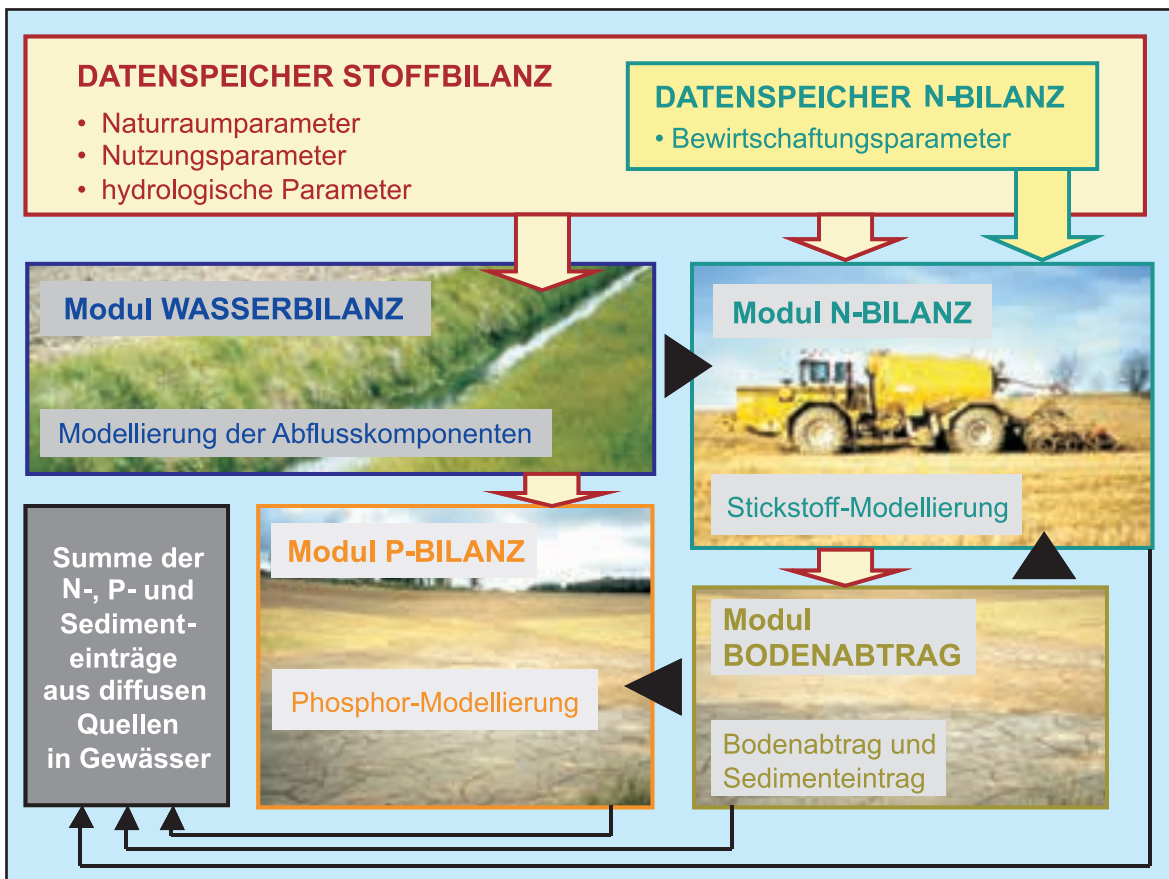 DATENSPEICHER STOFFBILANZ
• Naturraumparameter
• Nutzungsparameter
• hydrologische Parameter
DATENSPEICHER N-BILANZ
• Bewirtschaftungsparameter
Modul WASSERBILANZ
Modellierung der Abflusskomponenten
Modul N-BILANZ
Stickstoff-Modellierung
Summe der
N-, P- und
Sediment-
einträge
aus diffusen
Quellen
in Gewässer
Modul P-BILANZ
Phosphor-Modellierung
Modul
BODENABTRAG
Bodenabtrag und
Sedimenteintrag